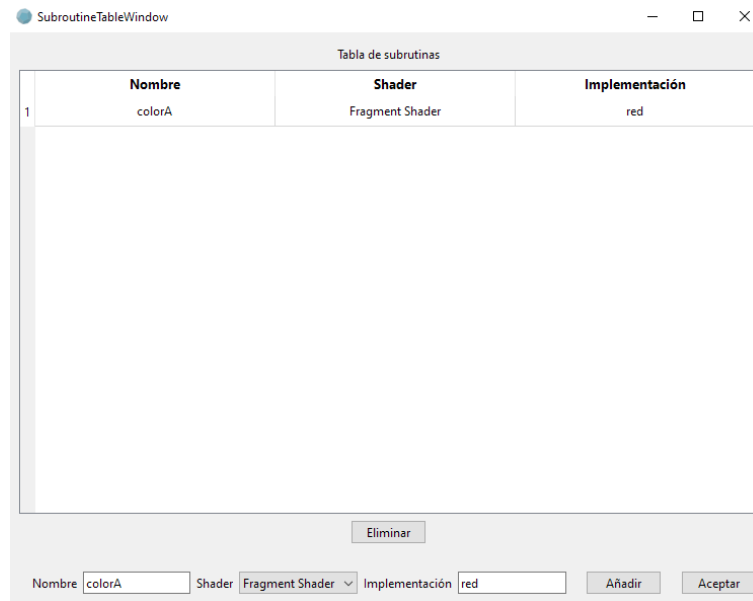 SubroutineTableWindow
Tabla de subrutinas
Nombre Shader Implementación
1 colorA Fragment Shader red
Eliminar
Nombre colorA Shader Fragment Shader Implementación red Añadir Aceptar